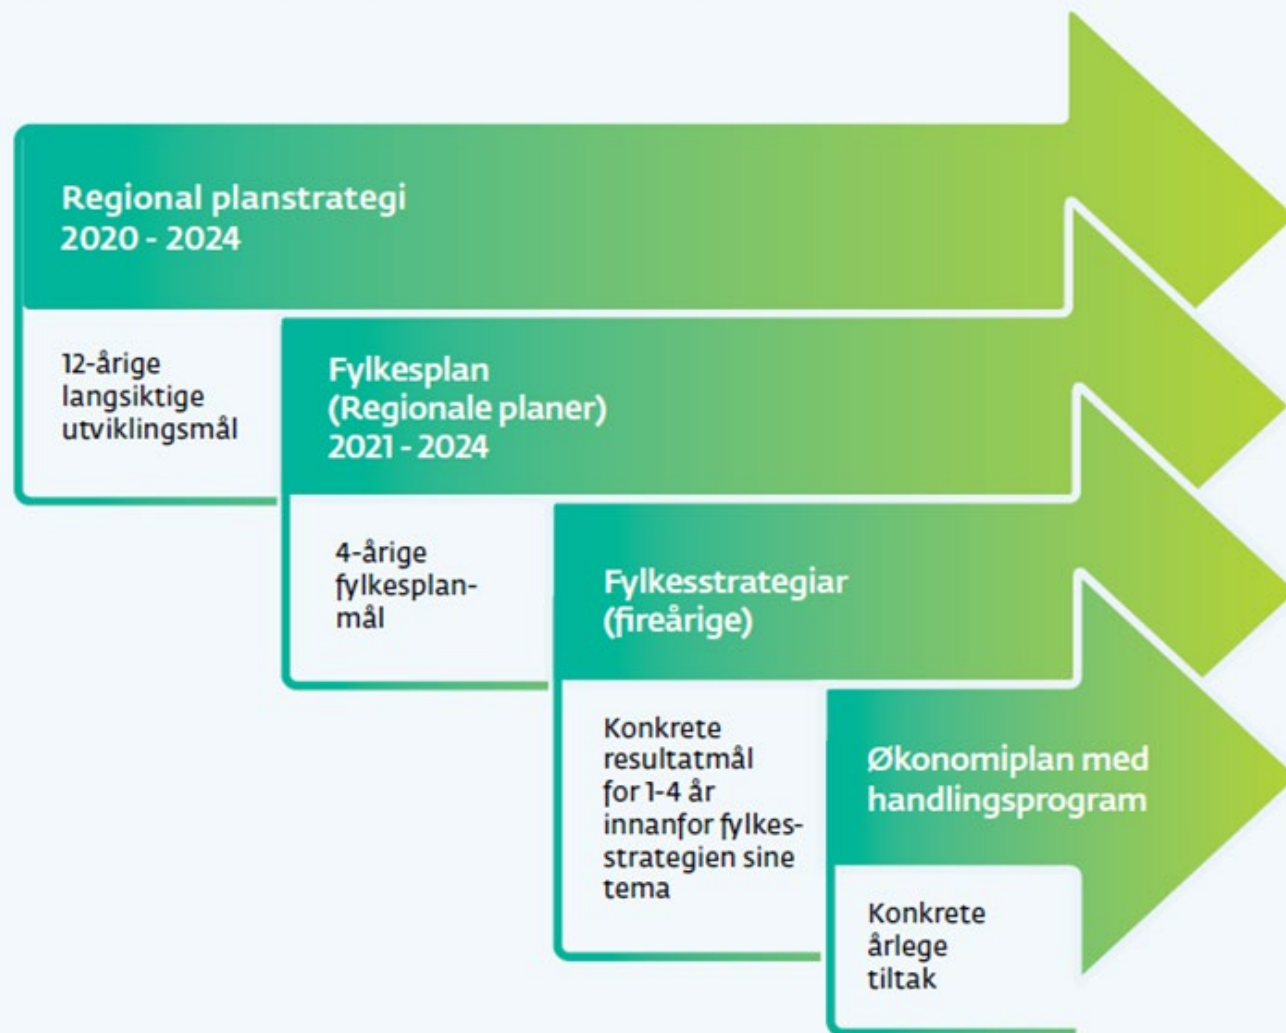 Regional planstrategi
2020 - 2024
12-årige
langsiktige
utviklingsmål
Fylkesplan
(Regionale planer)
2021 - 2024
4-årige
fylkesplan-
mål
Fylkesstrategiar
(fireårige)
Konkrete
resultatmål
for 1-4 år
innanfor fylkes-
strategien sine
tema
Økonomiplan med
handlingsprogram
Konkrete
årlege
tiltak